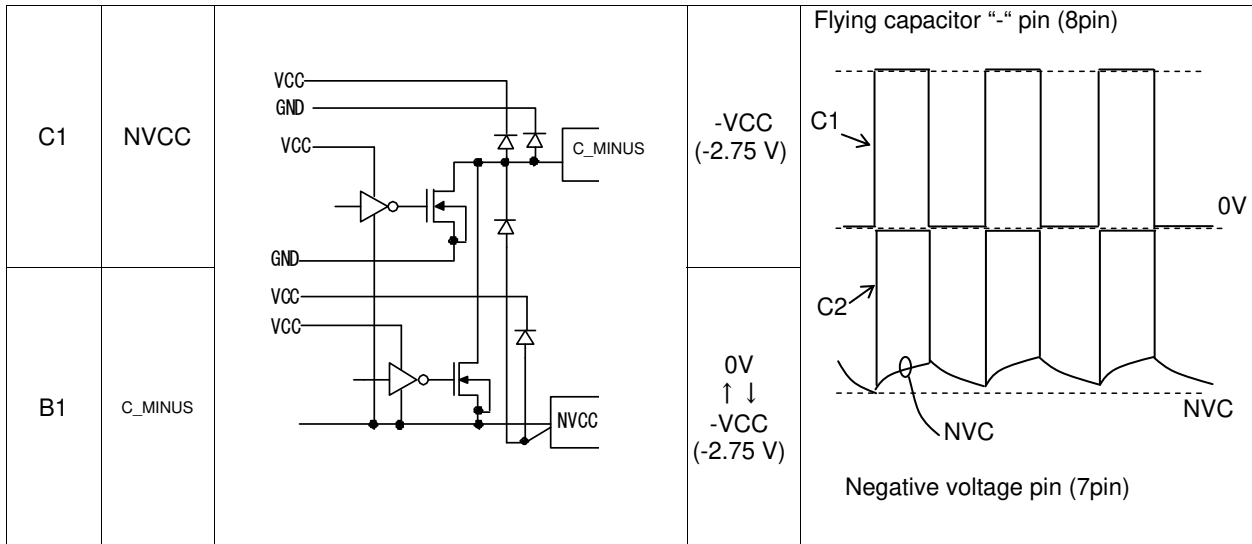 Flying capacitor “-“ pin (8pin)
C1
NVCC
VCC
GND
VCC
C_MINUS
GND
-VCC
(-2.75 V)
C1
0V
B1
C_MINUS
VCC
VCC
NVCC
0V
↑ ↓
-VCC
(-2.75 V)
C2
NVC
NVC
Negative voltage pin (7pin)